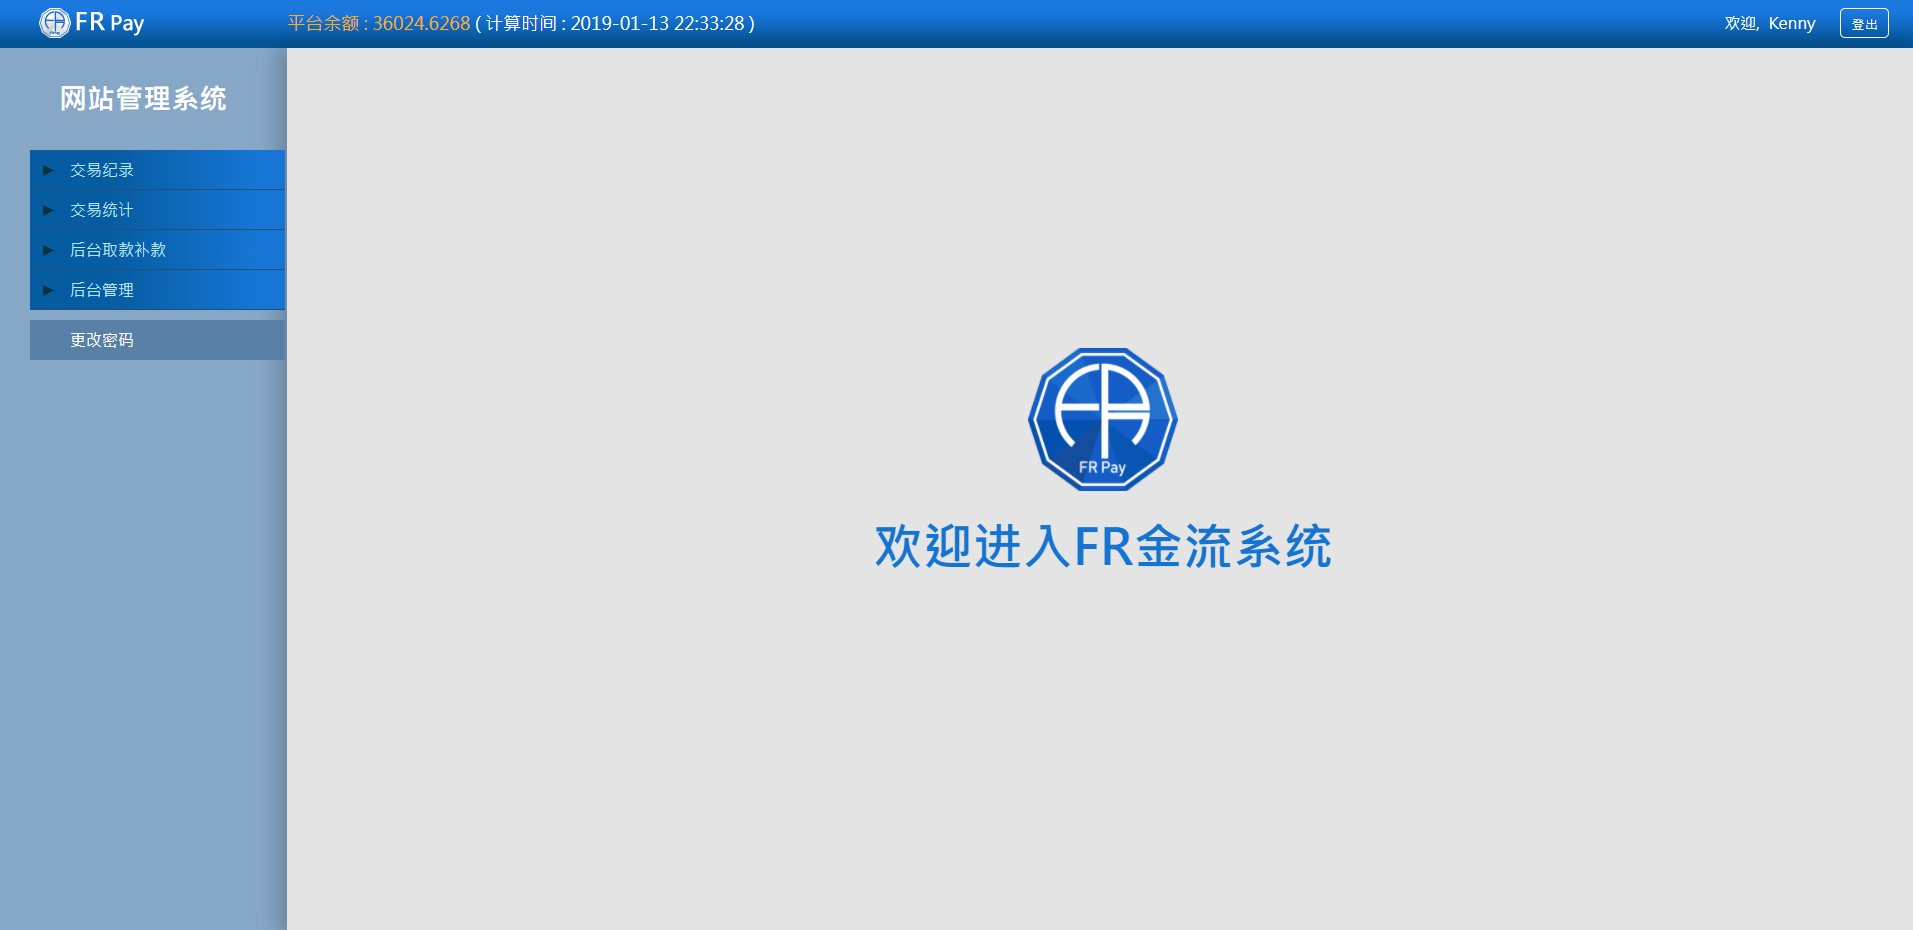 FR Pay
平台余额 : 36024.6268 ( 计算时间 : 2019-01-13 22:33:28 )
欢迎, Kenny
登出
网站管理系统
交易纪录
交易统计
后台取款补款
后台管理
更改密码
FR Pay
欢迎进入FR金流系统